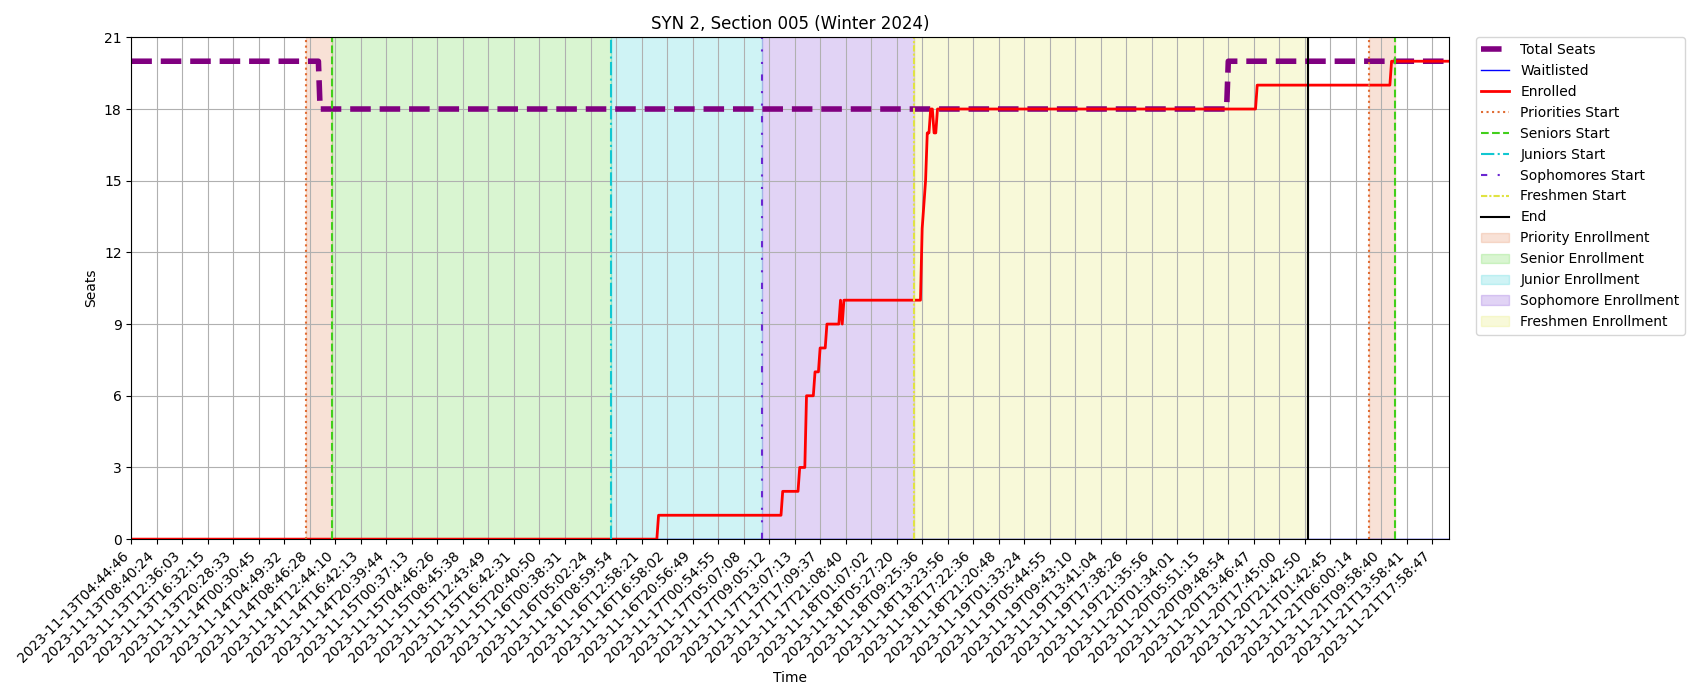 SYN 2, Section 005 (Winter 2024)
21
18
15
12
9
6
3
0
Seats
2023-11-13T04:44:46
2023-11-13T08:40:24
2023-11-13T12:36:03
2023-11-13T16:32:15
2023-11-13T20:28:33
2023-11-14T00:30:45
2023-11-14T04:49:32
2023-11-14T08:46:28
2023-11-14T12:44:10
2023-11-14T16:42:13
2023-11-14T20:39:44
2023-11-15T00:37:13
2023-11-15T04:46:26
2023-11-15T08:45:38
2023-11-15T12:43:49
2023-11-15T16:42:31
2023-11-15T20:40:50
2023-11-16T00:38:31
2023-11-16T05:02:24
2023-11-16T08:59:54
2023-11-16T12:58:21
2023-11-16T16:58:02
2023-11-16T20:56:49
2023-11-17T00:54:55
2023-11-17T05:07:08
2023-11-17T09:05:12
2023-11-17T13:07:13
2023-11-17T17:09:37
2023-11-17T21:08:40
2023-11-18T01:07:02
2023-11-18T05:27:20
2023-11-18T09:25:36
2023-11-18T13:23:56
2023-11-18T17:22:36
2023-11-18T21:20:48
2023-11-19T01:33:24
2023-11-19T05:44:55
2023-11-19T09:43:10
2023-11-19T13:41:04
2023-11-19T17:38:26
2023-11-19T21:35:56
2023-11-20T01:34:01
2023-11-20T05:51:15
2023-11-20T09:48:54
2023-11-20T13:46:47
2023-11-20T17:45:00
2023-11-20T21:42:50
2023-11-21T01:42:45
2023-11-21T06:00:14
2023-11-21T09:58:40
2023-11-21T13:58:41
2023-11-21T17:58:47
Time
Total Seats
Waitlisted
Enrolled
Priorities Start
Seniors Start
Juniors Start
Sophomores Start
Freshmen Start
End
Priority Enrollment
Senior Enrollment
Junior Enrollment
Sophomore Enrollment
Freshmen Enrollment